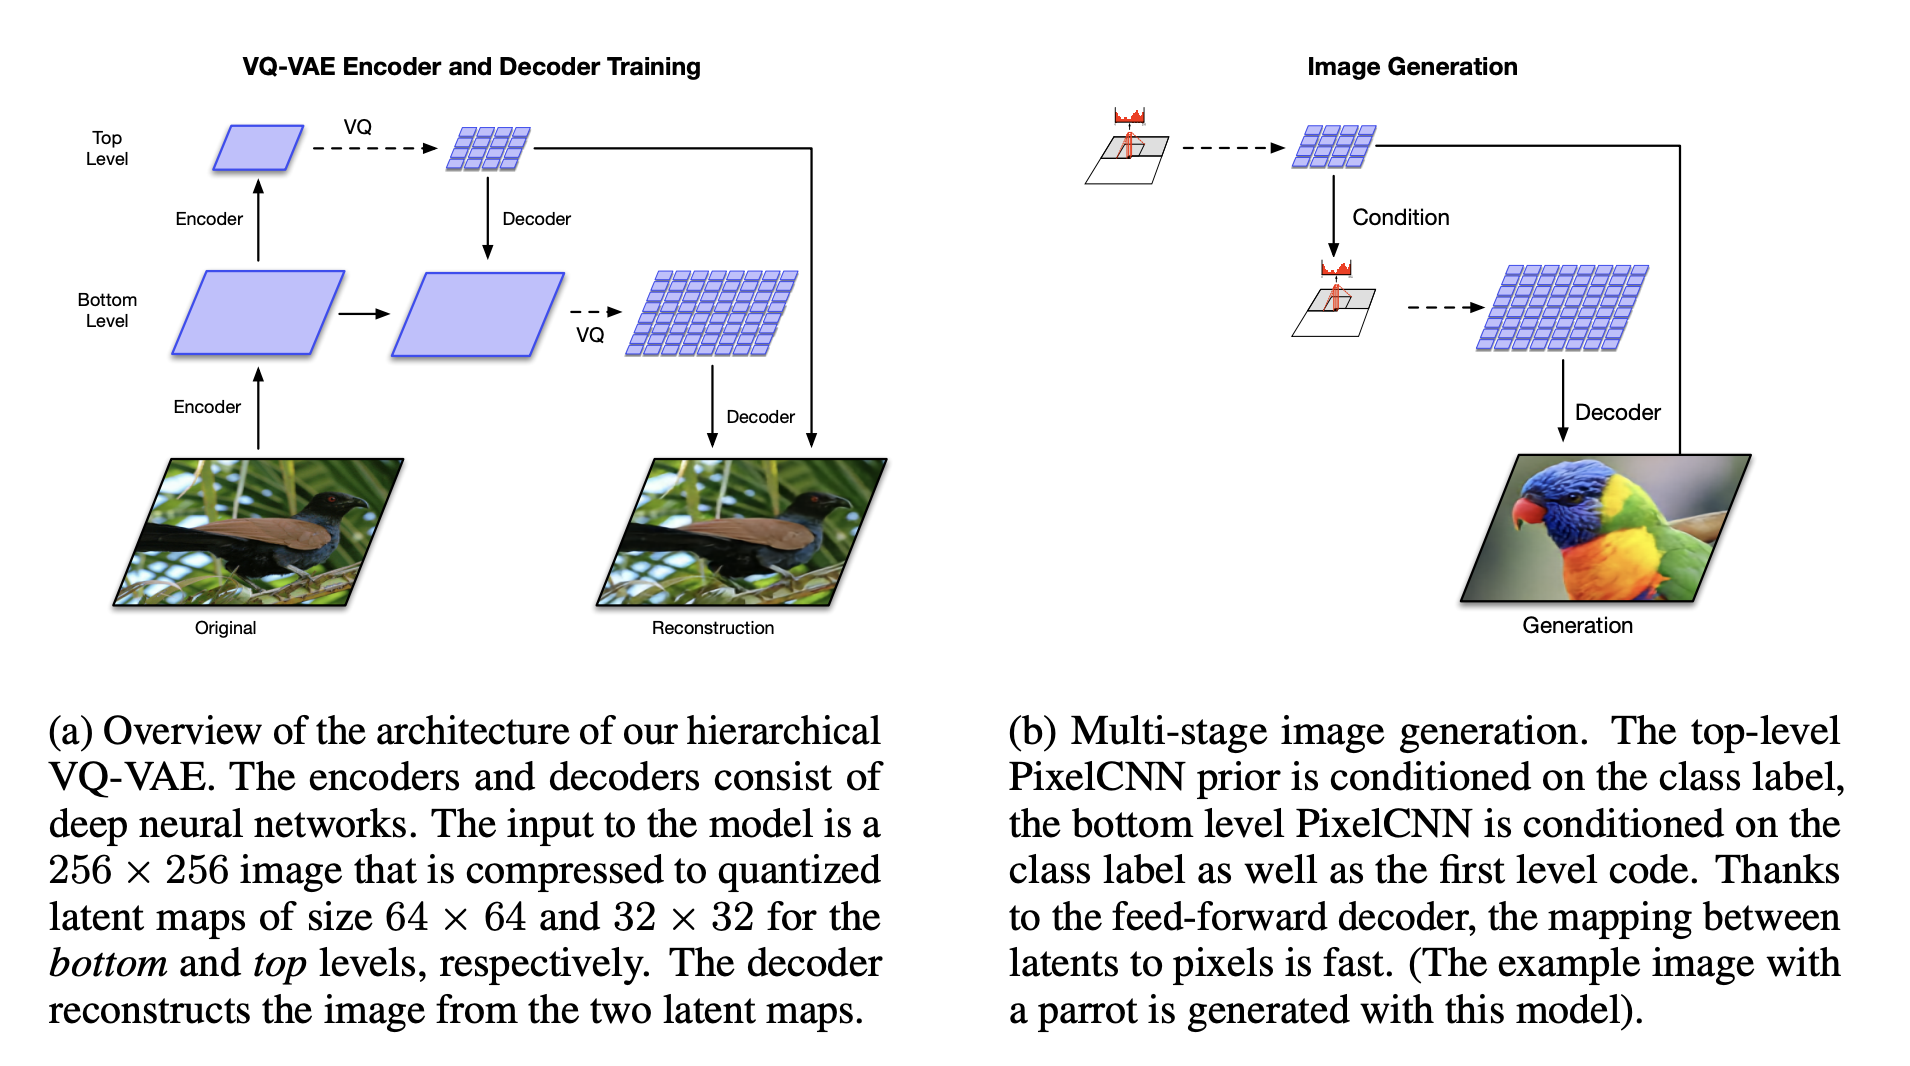 VQ-VAE Encoder and Decoder Training
Top
Level
VQ
Encoder
Decoder
Bottom
Level
VQ
Encoder
Decoder
Original
Reconstruction
Image Generation
Condition
Decoder
Generation
(a) Overview of the architecture of our hierarchical
VQ-VAE. The encoders and decoders consist of
deep neural networks. The input to the model is a
256 × 256 image that is compressed to quantized
latent maps of size 64 × 64 and 32 × 32 for the
bottom and top levels, respectively. The decoder
reconstructs the image from the two latent maps.
(b) Multi-stage image generation. The top-level
PixelCNN prior is conditioned on the class label,
the bottom level PixelCNN is conditioned on the
class label as well as the first level code. Thanks
to the feed-forward decoder, the mapping between
latents to pixels is fast. (The example image with
a parrot is generated with this model).